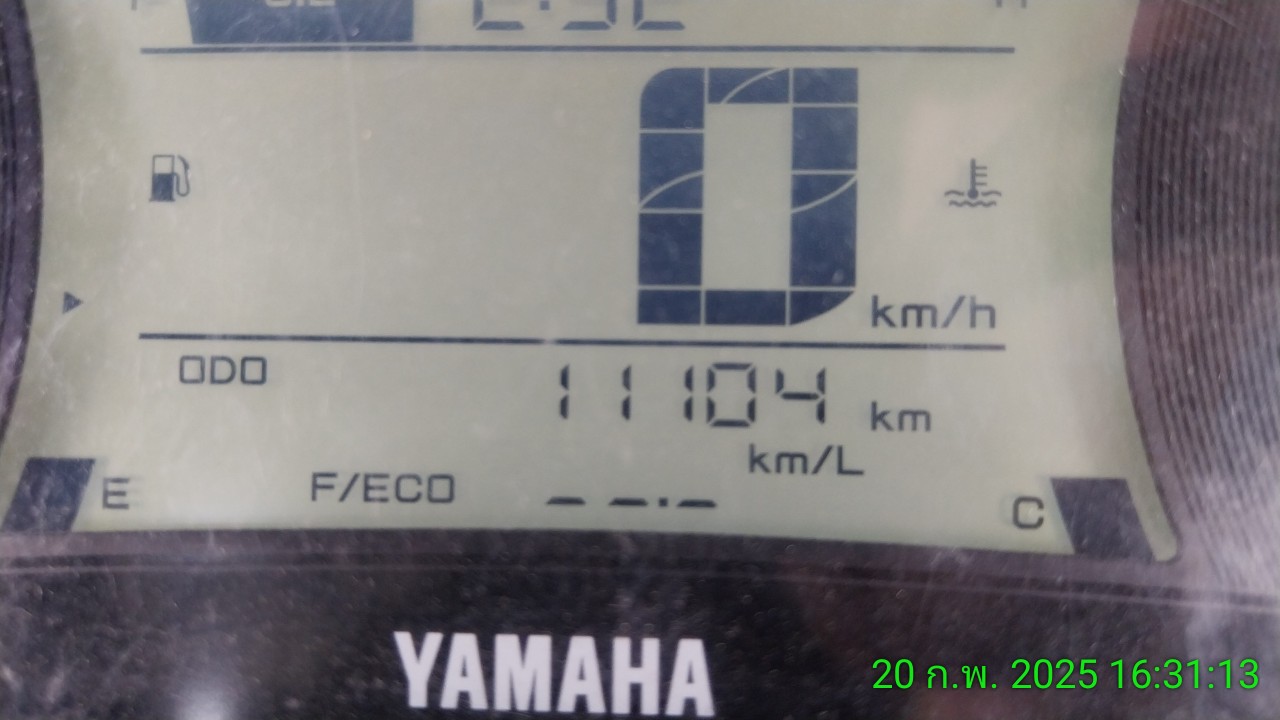 0
km/h
ODO 11104 km
km/L
E F/ECO -- --.- C
YAMAHA
20 ก.พ. 2025 16:31:13